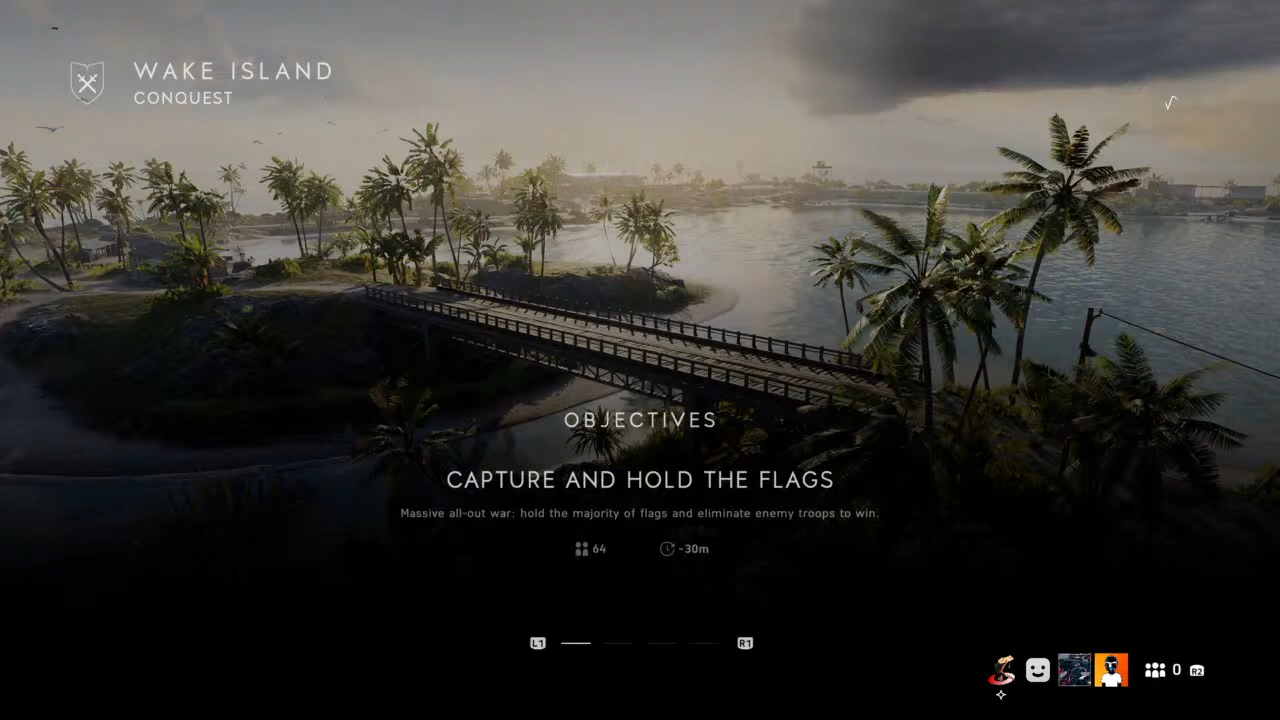 WAKE ISLAND
CONQUEST
OBJECTIVES
CAPTURE AND HOLD THE FLAGS
Massive all-out war: hold the majority of flags and eliminate enemy troops to win.
64 ~30m
L1 R1
0 R2